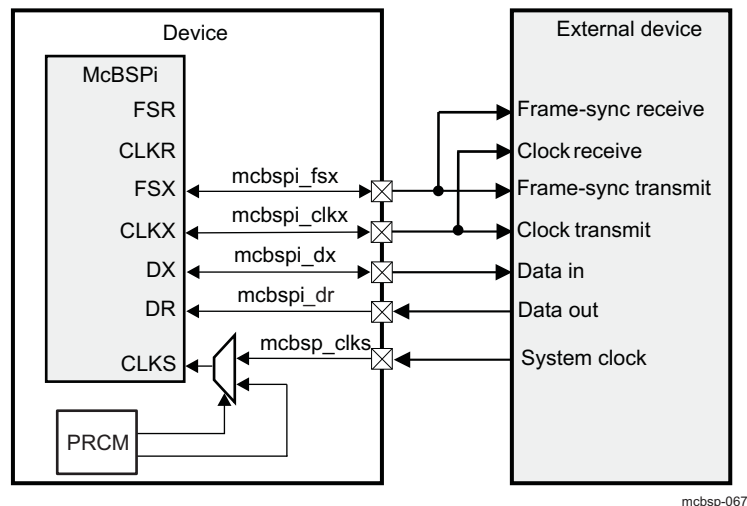 Device
External device
McBSPi
FSR
CLKR
FSX
CLKX
DX
DR
CLKS
mcbspi_fsx
mcbspi_clkx
mcbspi_dx
mcbspi_dr
mcbsp_clks
PRCM
Frame-sync receive
Clock receive
Frame-sync transmit
Clock transmit
Data in
Data out
System clock
mcbsp-067